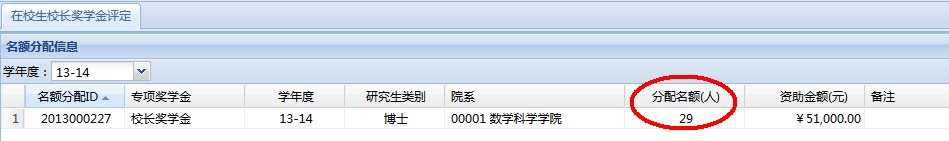 在校生校长奖学金评定
名额分配信息
学年度：13-14
名额分配ID 专项奖学金 学年度 研究生类别 院系 分配名额(人) 资助金额(元) 备注
1 2013000227 校长奖学金 13-14 博士 00001 数学科学学院 29 ￥51,000.00